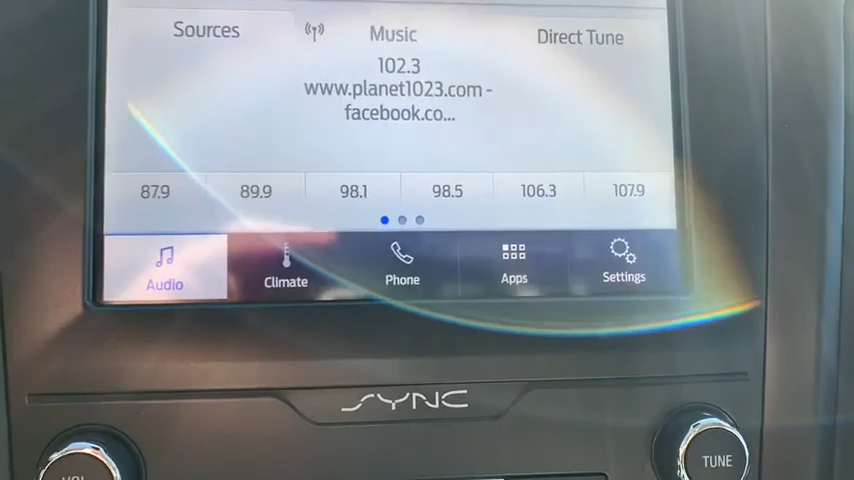 Sources
Music
Direct Tune
102.3
www.planet1023.com -
facebook.co...
87.9 89.9 98.1 98.5 106.3 107.9
Audio Climate Phone Apps Settings
SYNC
VOL
TUNE